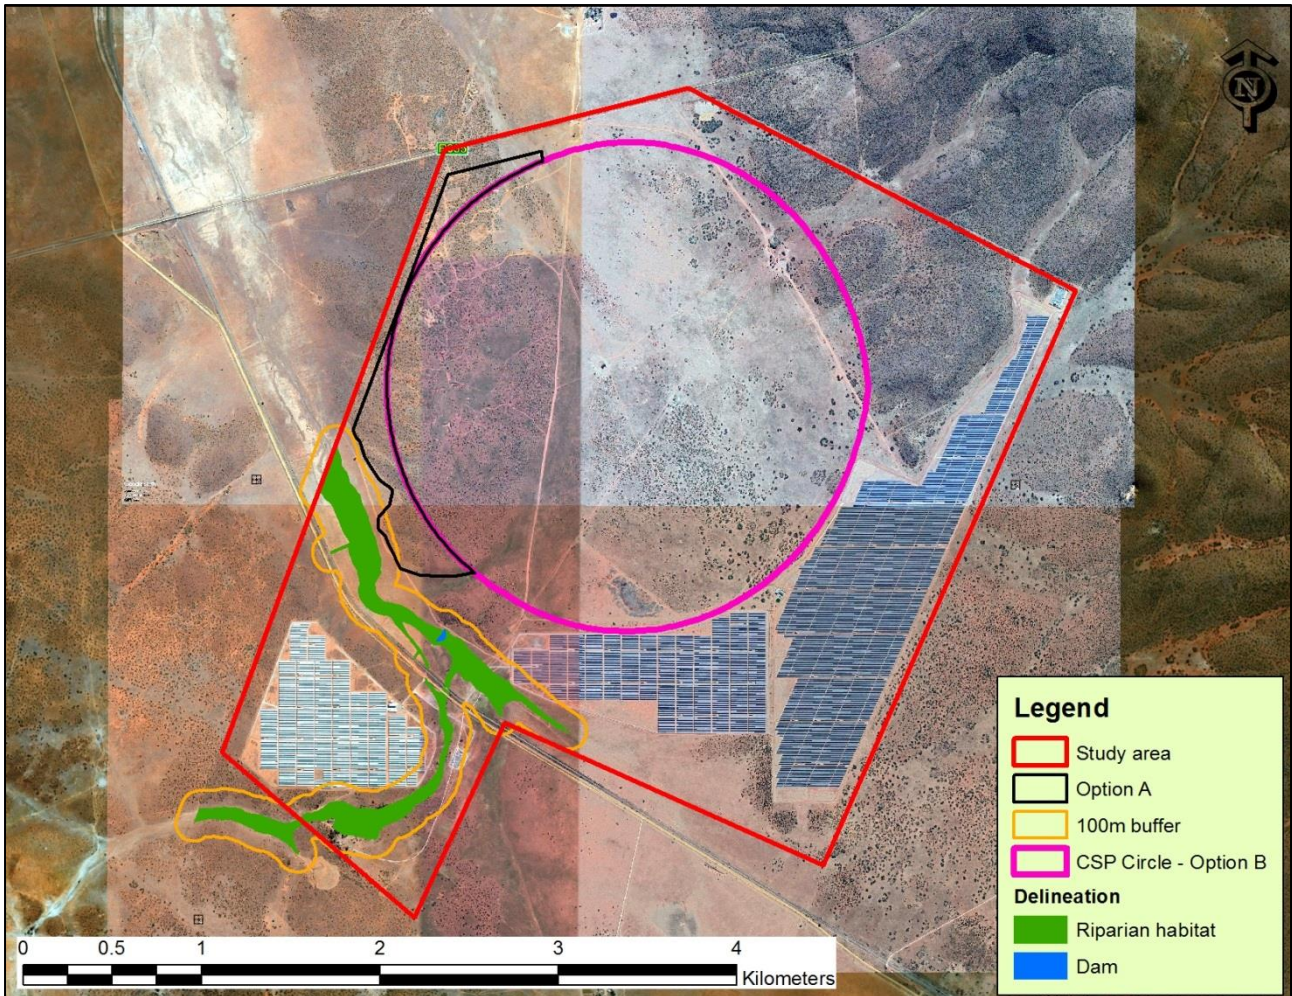 N
Legend
Study area
Option A
100m buffer
CSP Circle - Option B
Delineation
Riparian habitat
Dam
0 0.5 1 2 3 4
Kilometers